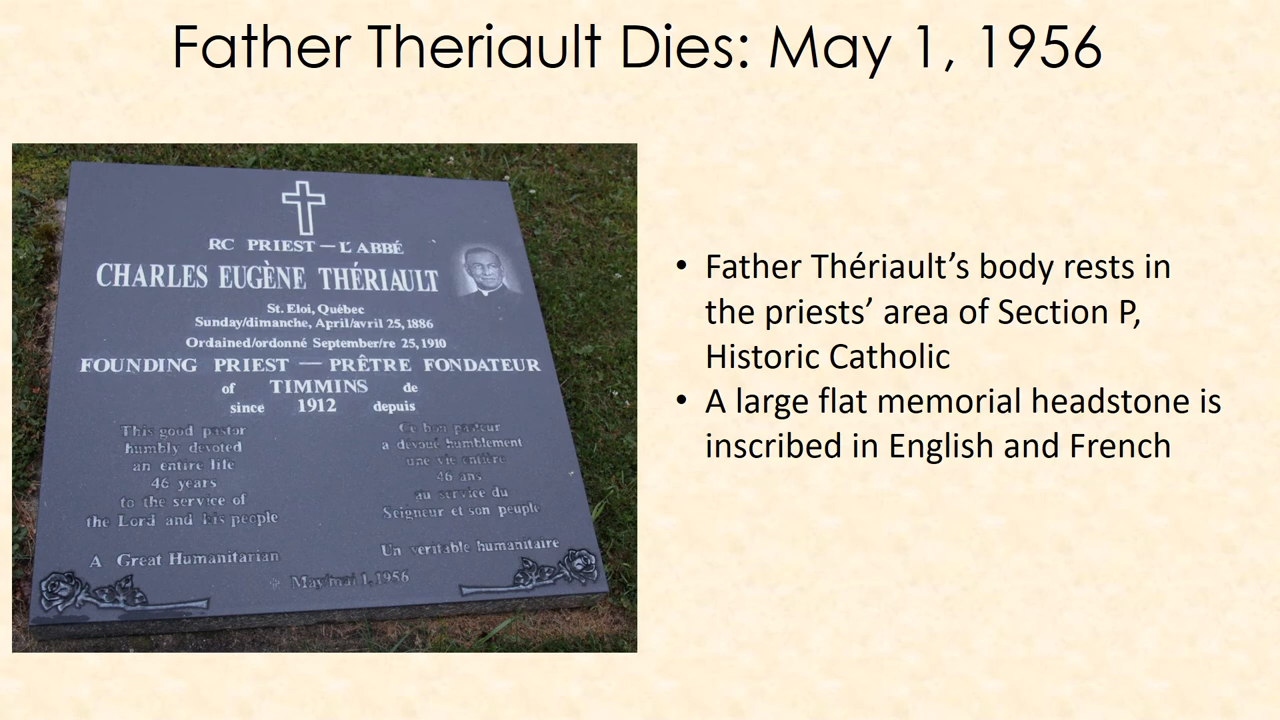 Father Theriault Dies: May 1, 1956
RC PRIEST — L'ABBÉ
CHARLES EUGÈNE THÉRIAULT
St. Eloi, Québec
Sunday/dimanche, April/avril 25, 1886
Ordained/ordonné September/re 25, 1910
FOUNDING PRIEST — PRÊTRE FONDATEUR
of TIMMINS de
since 1912 depuis
This good pastor
humbly devoted
an entire life
46 years
to the service of
the Lord and his people
A Great Humanitarian
Ce bon pasteur
a dévoué humblement
une vie entière
46 ans
au service du
Seigneur et son peuple
Un veritable humanitaire
May/mai 1, 1956
• Father Thériault’s body rests in
the priests’ area of Section P,
Historic Catholic
• A large flat memorial headstone is
inscribed in English and French